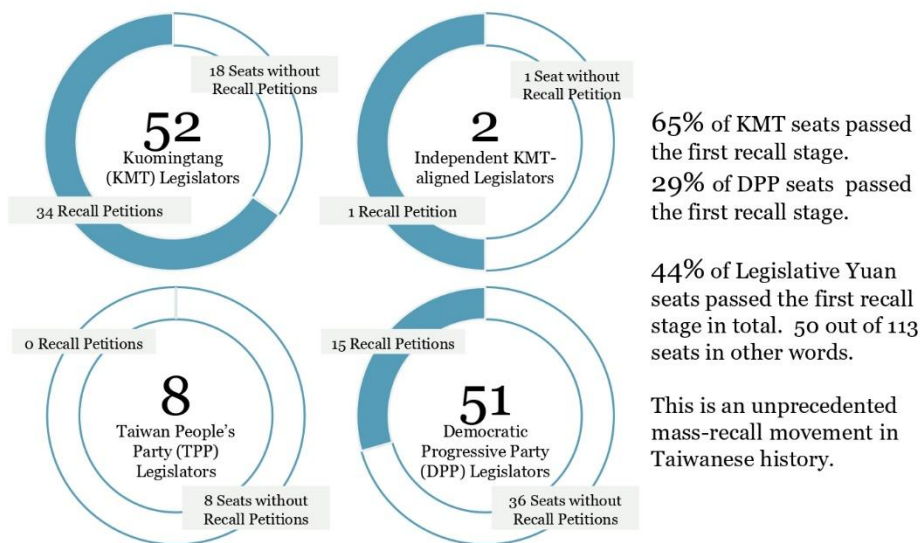 18 Seats without
Recall Petitions
52
Kuomingtang
(KMT) Legislators
34 Recall Petitions
1 Seat without
Recall Petition
2
Independent KMT-
aligned Legislators
1 Recall Petition
0 Recall Petitions
8
Taiwan People's
Party (TPP)
Legislators
8 Seats without
Recall Petitions
15 Recall Petitions
51
Democratic
Progressive Party
(DPP) Legislators
36 Seats without
Recall Petitions
65% of KMT seats passed
the first recall stage.
29% of DPP seats passed
the first recall stage.
44% of Legislative Yuan
seats passed the first recall
stage in total. 50 out of 113
seats in other words.
This is an unprecedented
mass-recall movement in
Taiwanese history.